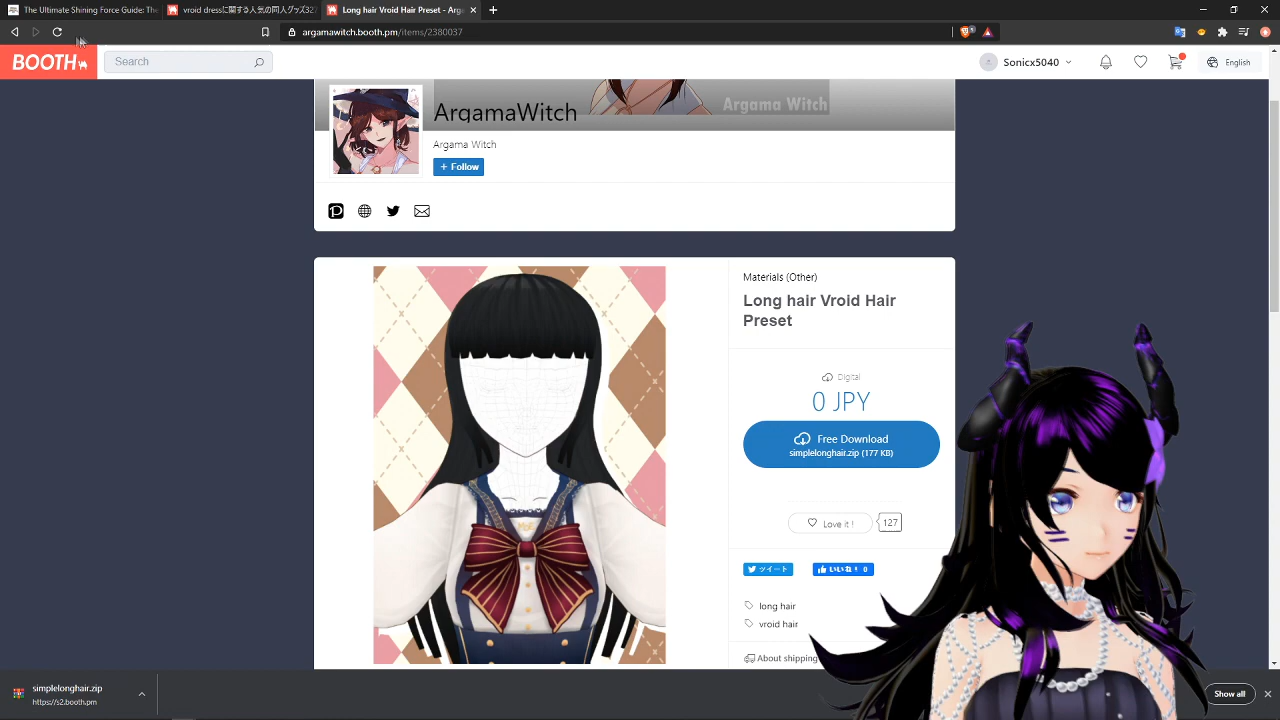 The Ultimate Shining Force Guide: The
vroid dressに関する人気の同人グッズ32
Long hair Vroid Hair Preset - Arg
argamawitch.booth.pm/items/2380037
BOOTH
Search
Sonicx5040
English
ArgamaWitch
Argama Witch
Argama Witch
+ Follow
Materials (Other)
Long hair Vroid Hair
Preset
Digital
0 JPY
Free Download
simplelonghair.zip (177 KB)
Love it !
127
ツイート
いいね！ 0
long hair
vroid hair
About shipping
simplelonghair.zip
https://s2.booth.pm
Show all